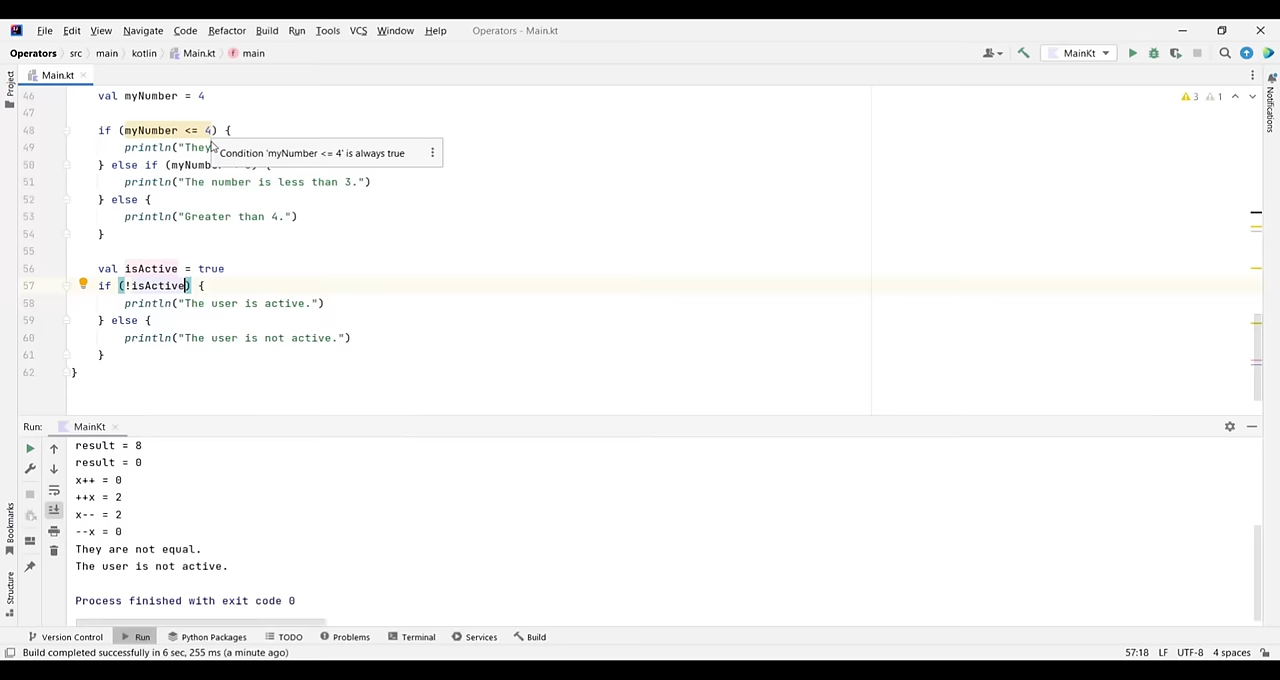 File Edit View Navigate Code Refactor Build Run Tools VCS Window Help Operators - Main.kt
Operators src main kotlin Main.kt main MainKt
Project Main.kt Notifications
3 1
46 val myNumber = 4
47
48 if (myNumber <= 4) {
49 println("They
Condition 'myNumber <= 4' is always true
50 } else if (myNumb
51 println("The number is less than 3.")
52 } else {
53 println("Greater than 4.")
54 }
55
56 val isActive = true
57 if (!isActive) {
58 println("The user is active.")
59 } else {
60 println("The user is not active.")
61 }
62 }
Run: MainKt
result = 8
result = 0
x++ = 0
++x = 2
x-- = 2
--x = 0
They are not equal.
The user is not active.
Process finished with exit code 0
Bookmarks
Structure
Version Control Run Python Packages TODO Problems Terminal Services Build
Build completed successfully in 6 sec, 255 ms (a minute ago) 57:18 LF UTF-8 4 spaces